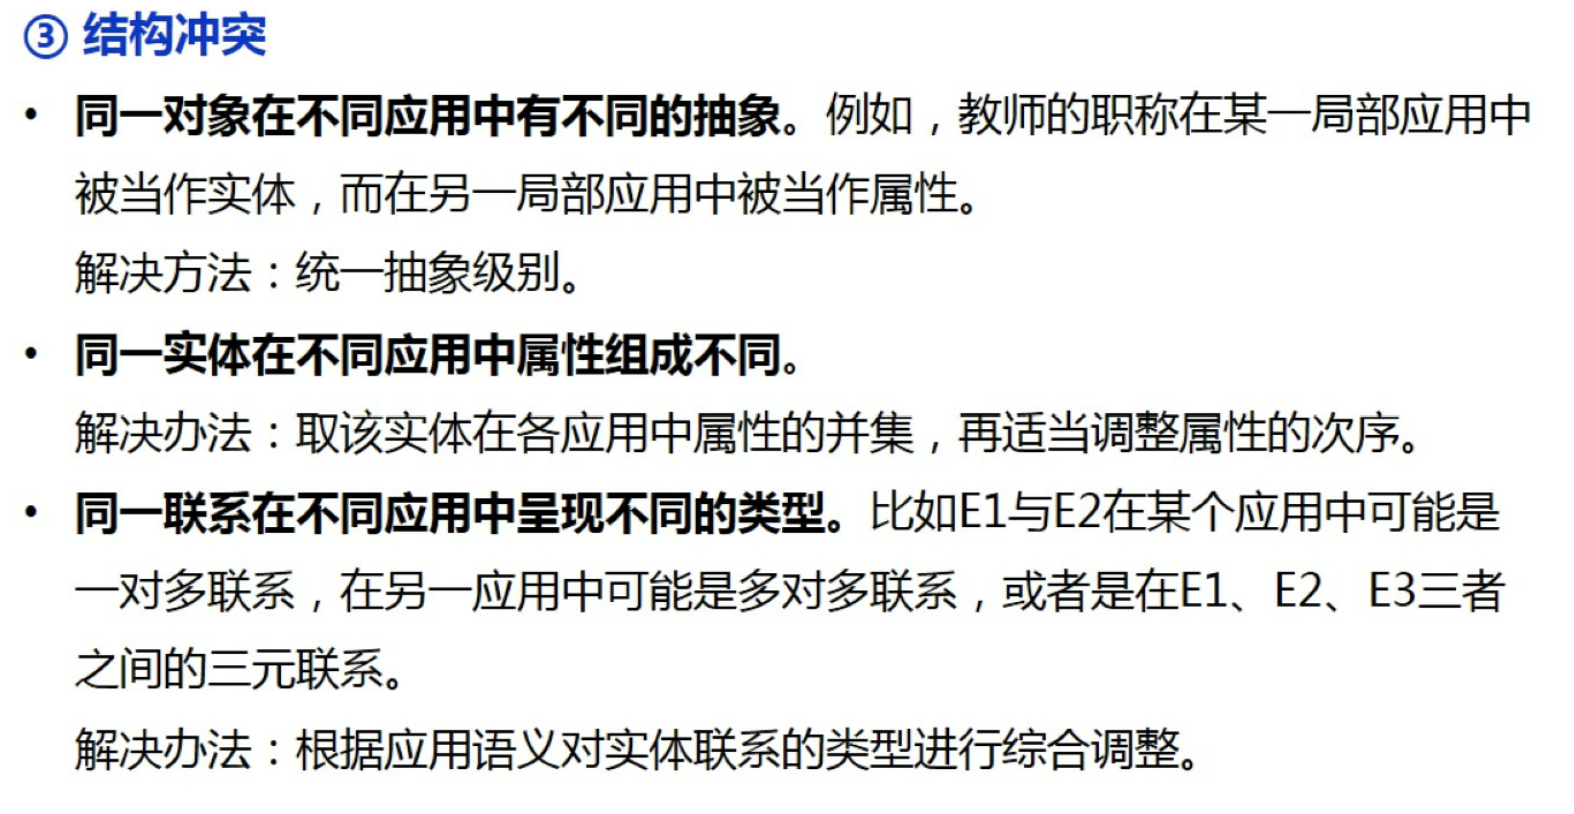 ③ 结构冲突
• 同一对象在不同应用中有不同的抽象。例如，教师的职称在某一局部应用中
被当作实体，而在另一局部应用中被当作属性。
解决方法：统一抽象级别。
• 同一实体在不同应用中属性组成不同。
解决办法：取该实体在各应用中属性的并集，再适当调整属性的次序。
• 同一联系在不同应用中呈现不同的类型。比如E1与E2在某个应用中可能是
一对多联系，在另一应用中可能是多对多联系，或者是在E1、E2、E3三者
之间的三元联系。
解决办法：根据应用语义对实体联系的类型进行综合调整。